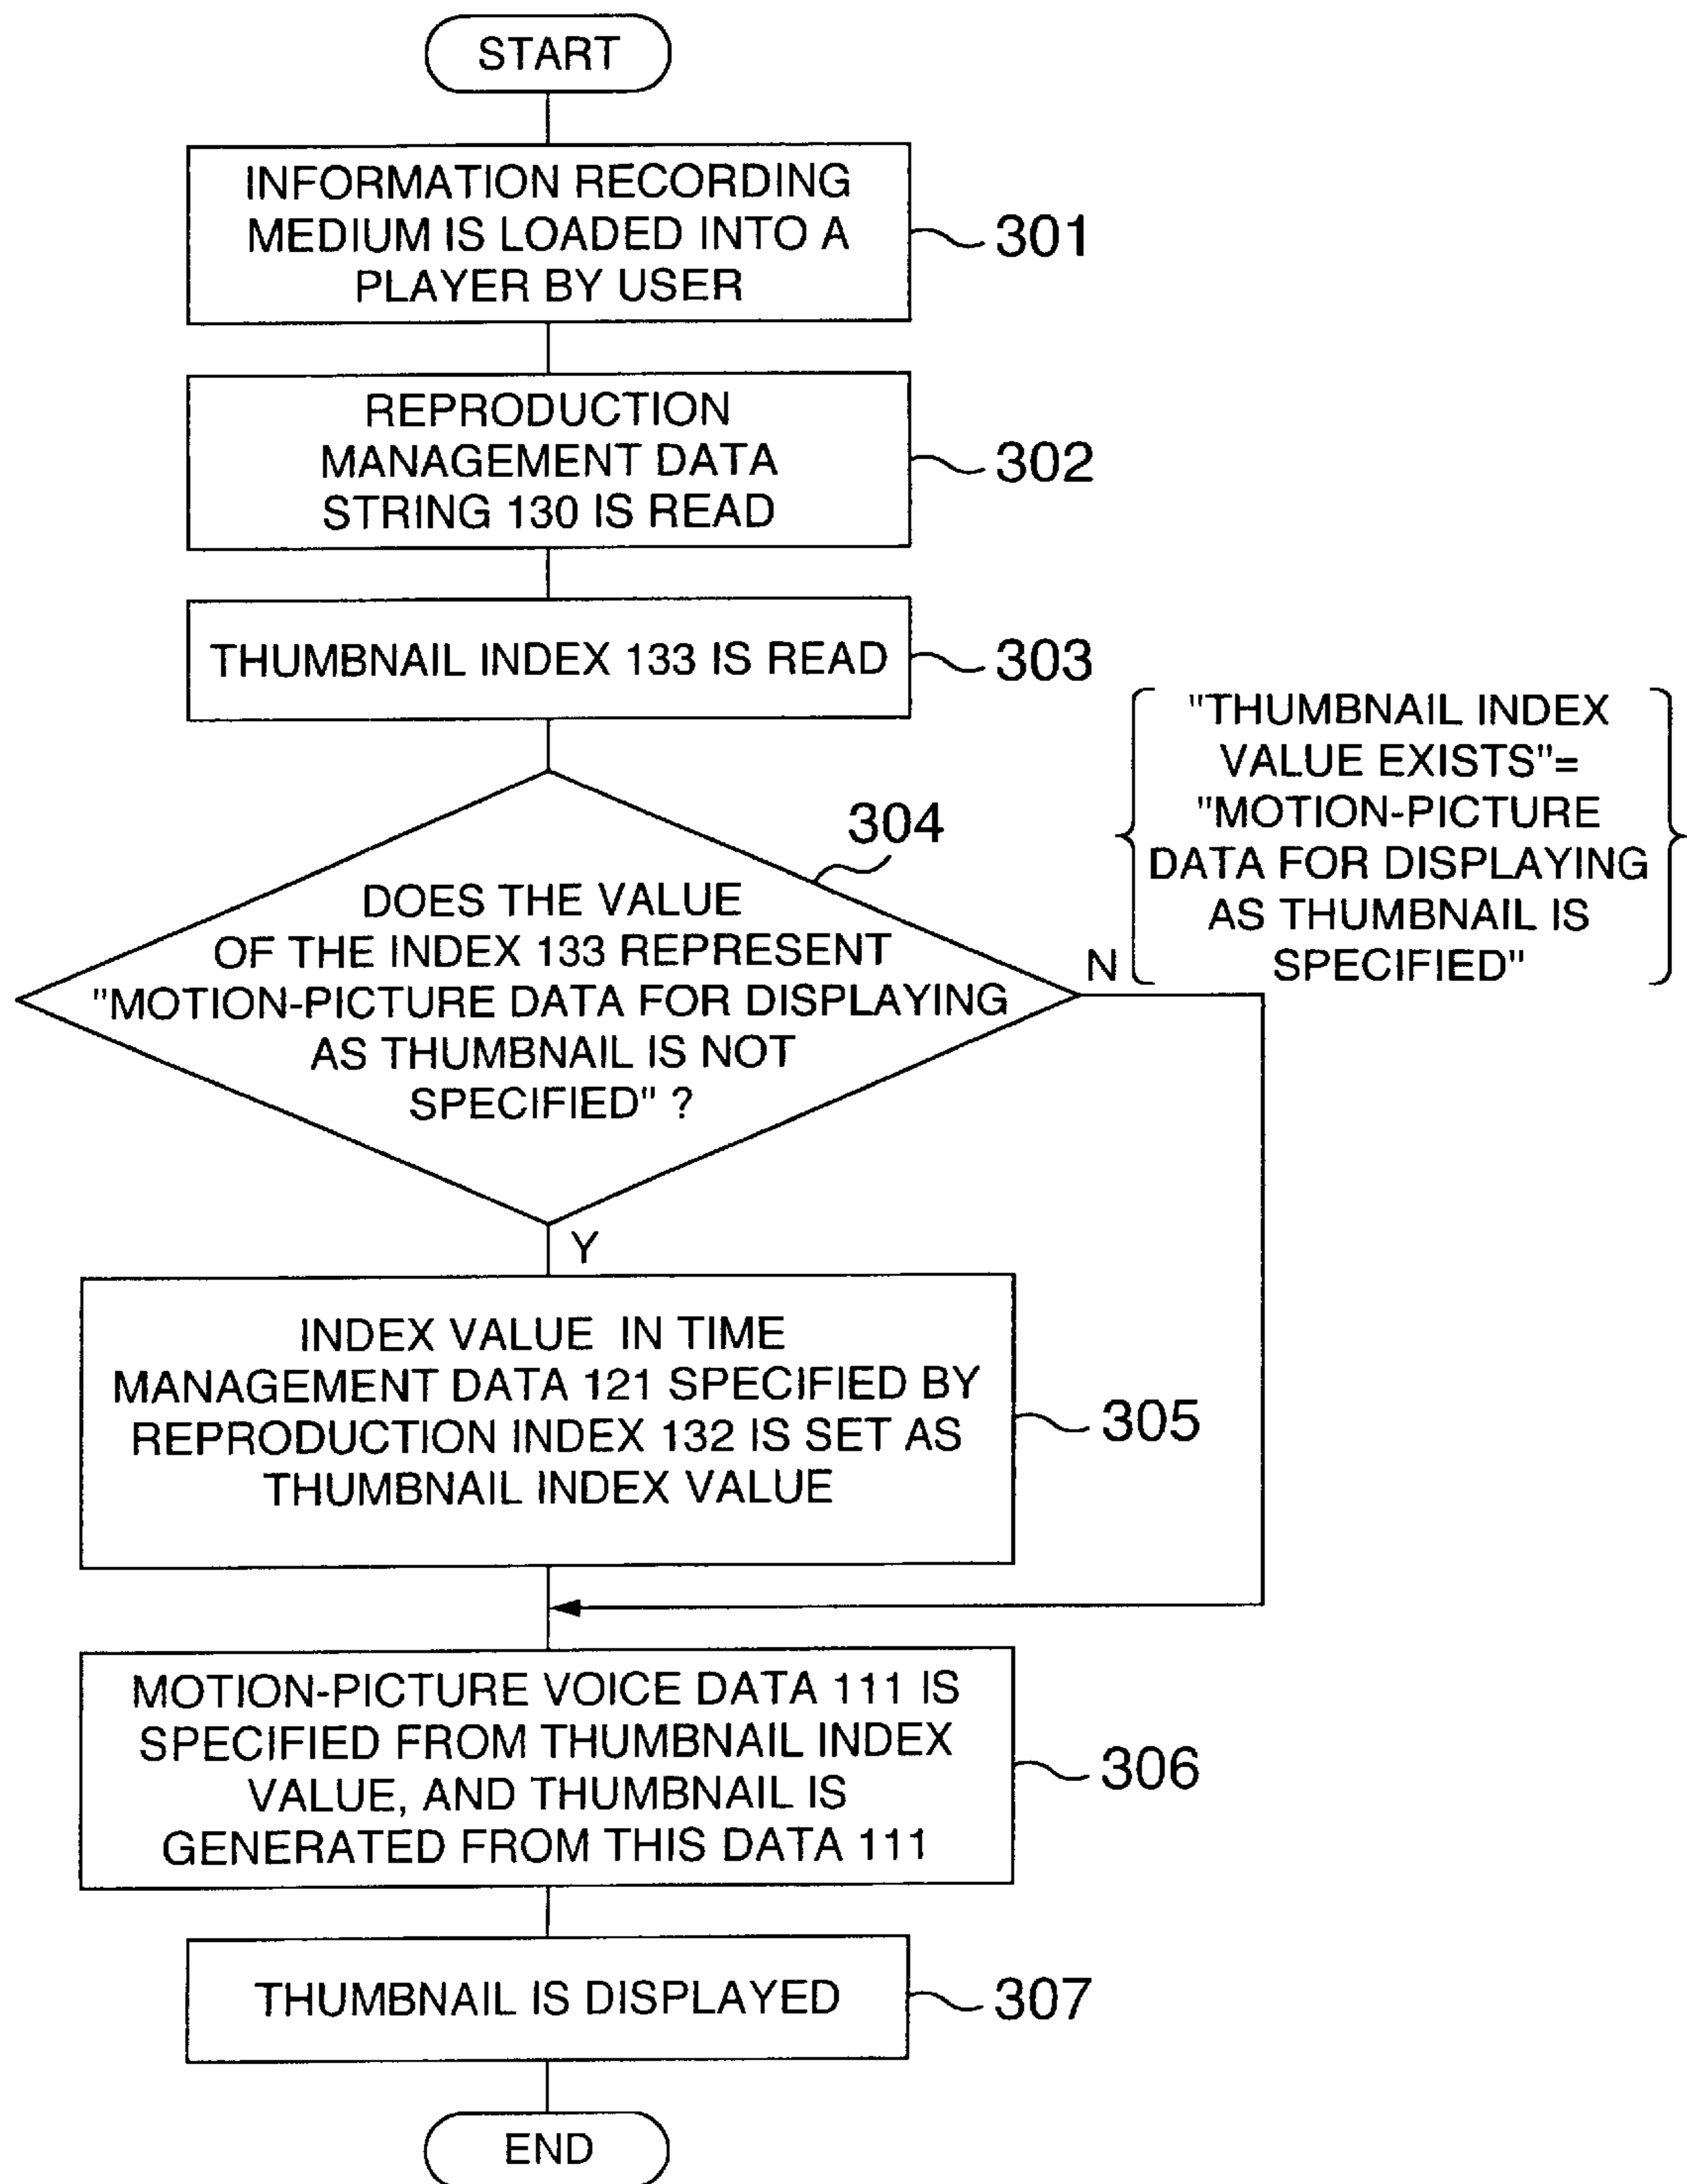 START
INFORMATION RECORDING
MEDIUM IS LOADED INTO A
PLAYER BY USER
301
REPRODUCTION
MANAGEMENT DATA
STRING 130 IS READ
302
THUMBNAIL INDEX 133 IS READ
303
"THUMBNAIL INDEX
VALUE EXISTS"=
"MOTION-PICTURE
DATA FOR DISPLAYING
AS THUMBNAIL IS
SPECIFIED"
304
DOES THE VALUE
OF THE INDEX 133 REPRESENT
"MOTION-PICTURE DATA FOR DISPLAYING
AS THUMBNAIL IS NOT
SPECIFIED" ?
N
Y
INDEX VALUE IN TIME
MANAGEMENT DATA 121 SPECIFIED BY
REPRODUCTION INDEX 132 IS SET AS
THUMBNAIL INDEX VALUE
305
MOTION-PICTURE VOICE DATA 111 IS
SPECIFIED FROM THUMBNAIL INDEX
VALUE, AND THUMBNAIL IS
GENERATED FROM THIS DATA 111
306
THUMBNAIL IS DISPLAYED
307
END